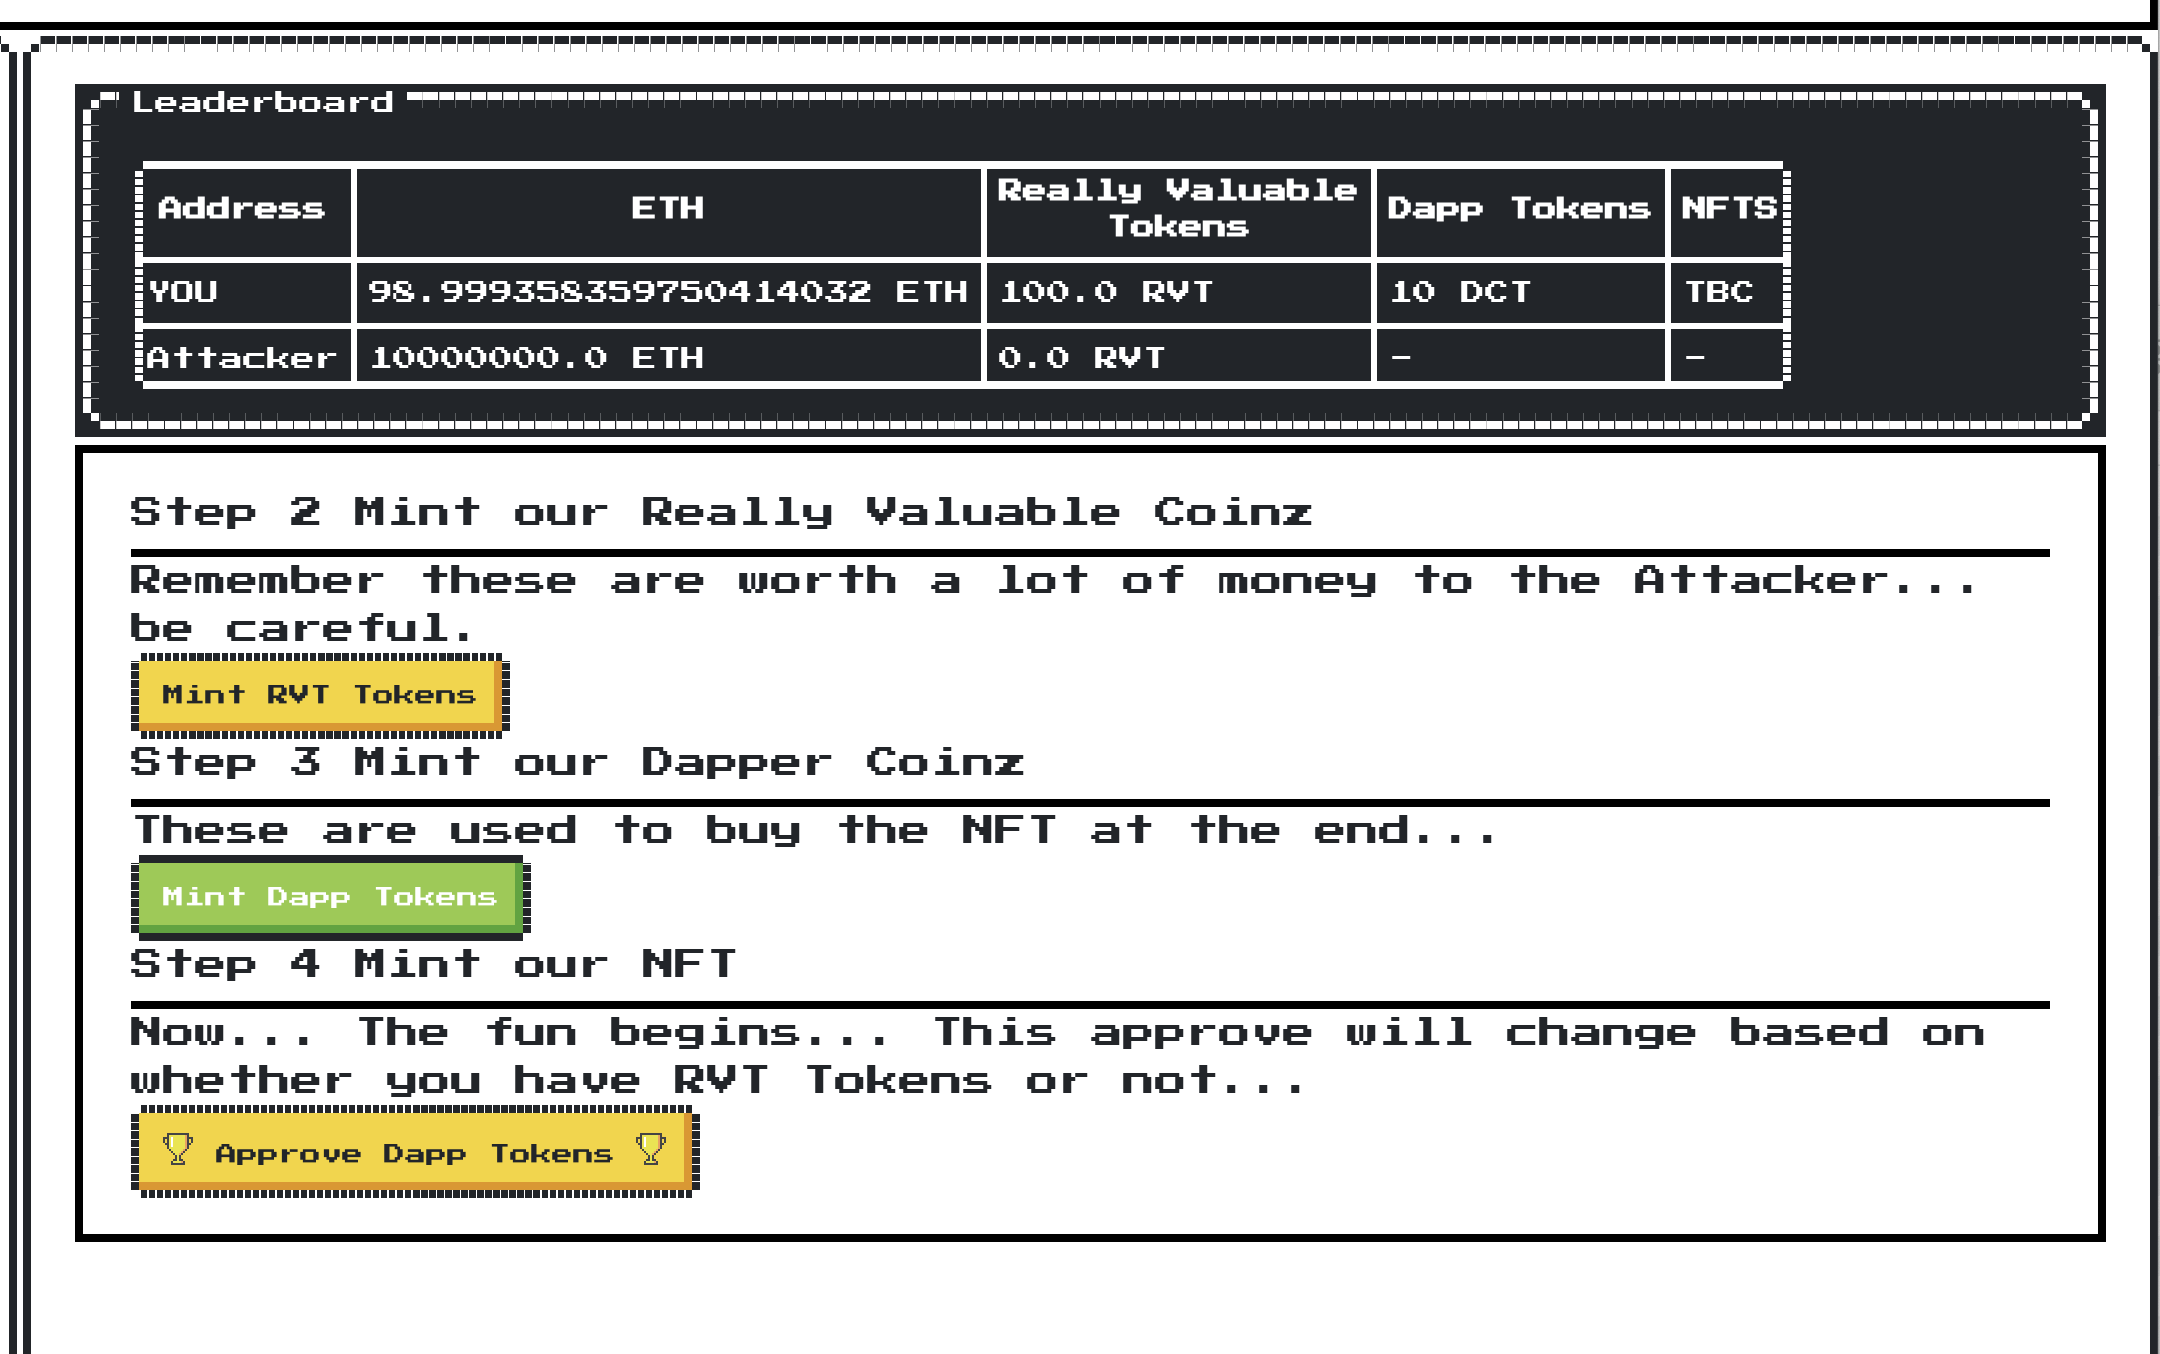 Leaderboard
Address ETH Really Valuable Tokens Dapp Tokens NFTS
YOU 98.999358359750414032 ETH 100.0 RVT 10 DCT TBC
Attacker 10000000.0 ETH 0.0 RVT - -
Step 2 Mint our Really Valuable Coinz
Remember these are worth a lot of money to the Attacker...
be careful.
Mint RVT Tokens
Step 3 Mint our Dapper Coinz
These are used to buy the NFT at the end...
Mint Dapp Tokens
Step 4 Mint our NFT
Now... The fun begins... This approve will change based on
whether you have RVT Tokens or not...
🏆 Approve Dapp Tokens 🏆